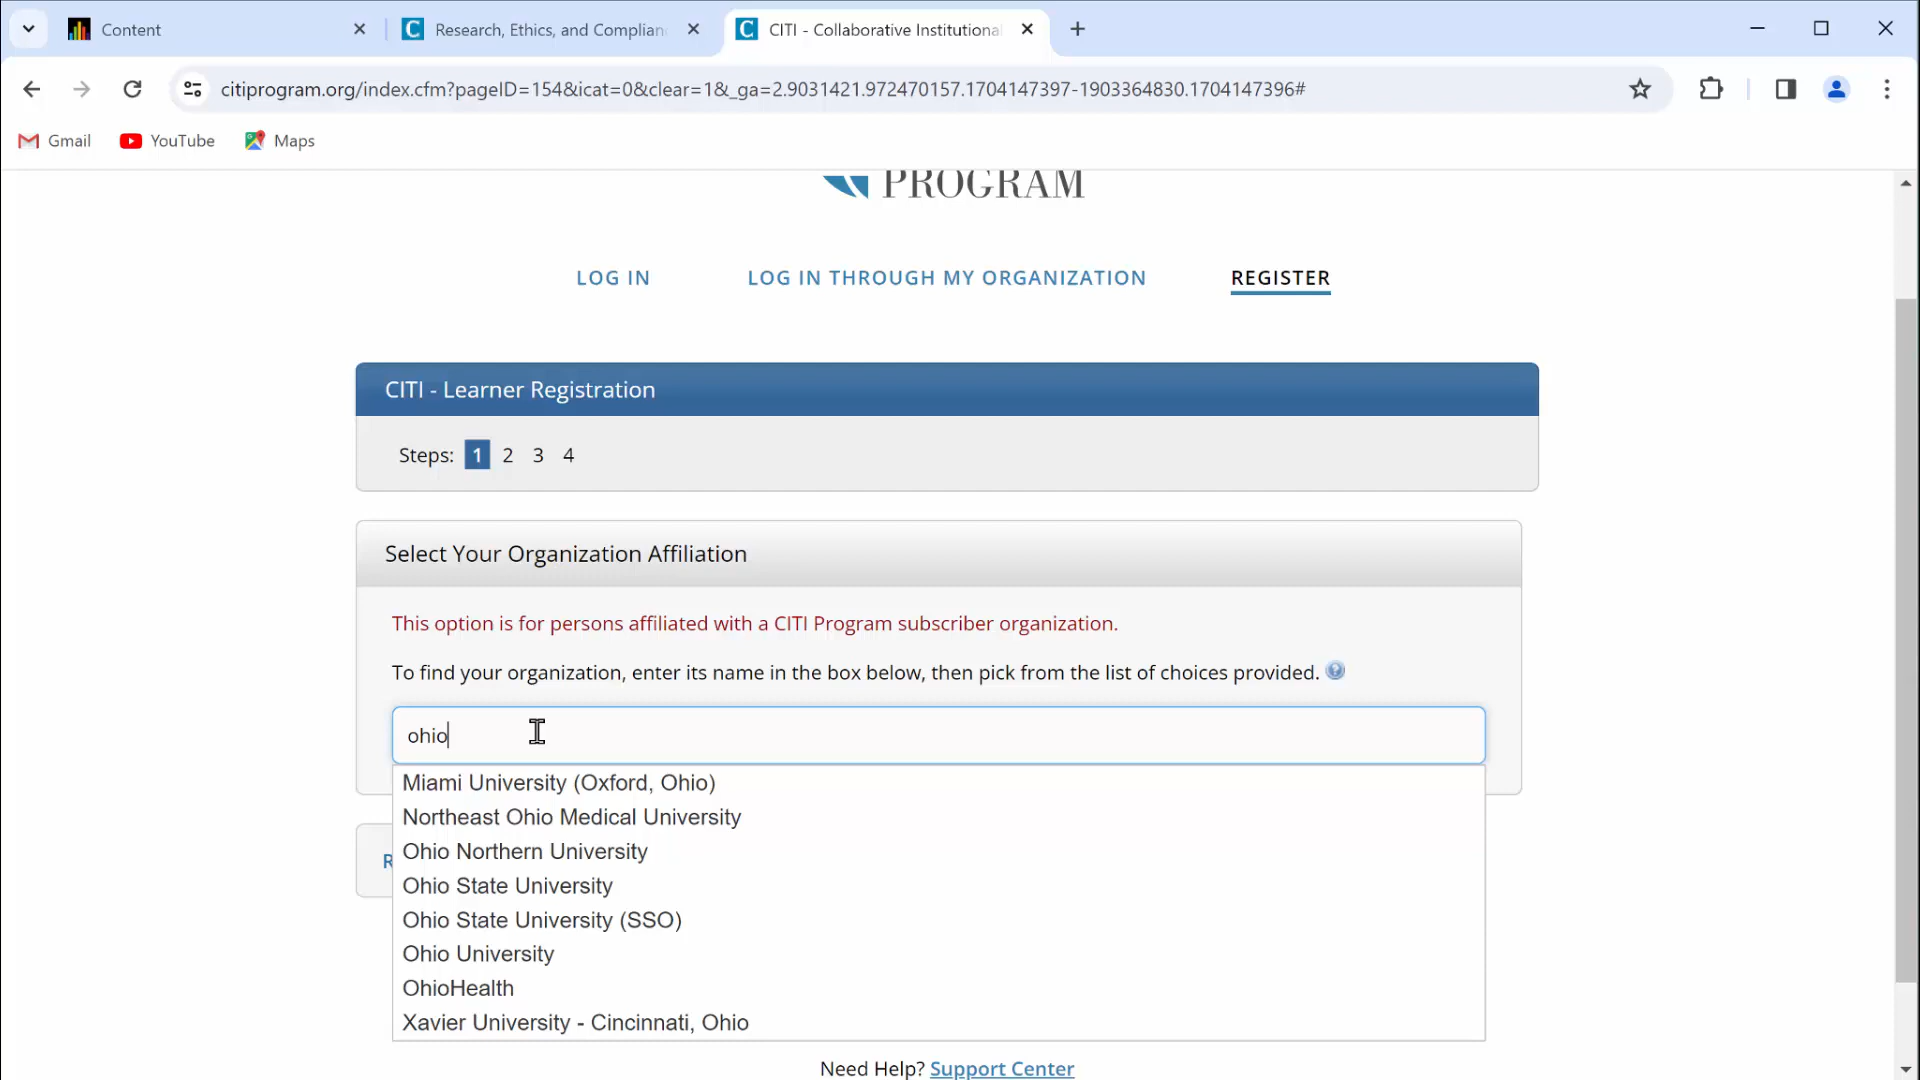 Content
Research, Ethics, and Complian
CITI - Collaborative Institutiona
citiprogram.org/index.cfm?pageID=154&icat=0&clear=1&_ga=2.9031421.972470157.1704147397-1903364830.1704147396#
Gmail
YouTube
Maps
PROGRAM
LOG IN
LOG IN THROUGH MY ORGANIZATION
REGISTER
CITI - Learner Registration
Steps: 1 2 3 4
Select Your Organization Affiliation
This option is for persons affiliated with a CITI Program subscriber organization.
To find your organization, enter its name in the box below, then pick from the list of choices provided. ?
ohio
Miami University (Oxford, Ohio)
Northeast Ohio Medical University
Ohio Northern University
R
Ohio State University
Ohio State University (SSO)
Ohio University
OhioHealth
Xavier University - Cincinnati, Ohio
Need Help? Support Center